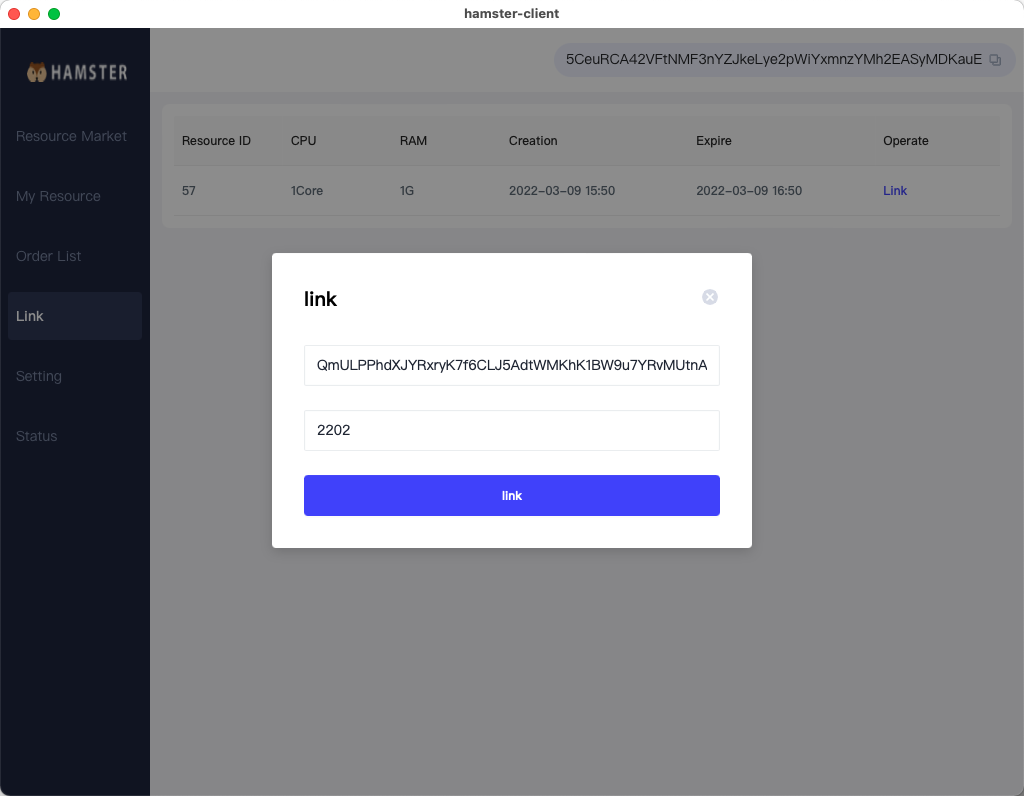 hamster-client
HAMSTER
5CeuRCA42VFtNMF3nYZJkeLye2pWiYxmnzYMh2EASyMDKauE
Resource Market
My Resource
Order List
Link
Setting
Status
Resource ID CPU RAM Creation Expire Operate
57 1Core 1G 2022-03-09 15:50 2022-03-09 16:50 Link
link
QmULPPhdXJYRxryK7f6CLJ5AdtWMKhK1BW9u7YRvMUtnA
2202
link